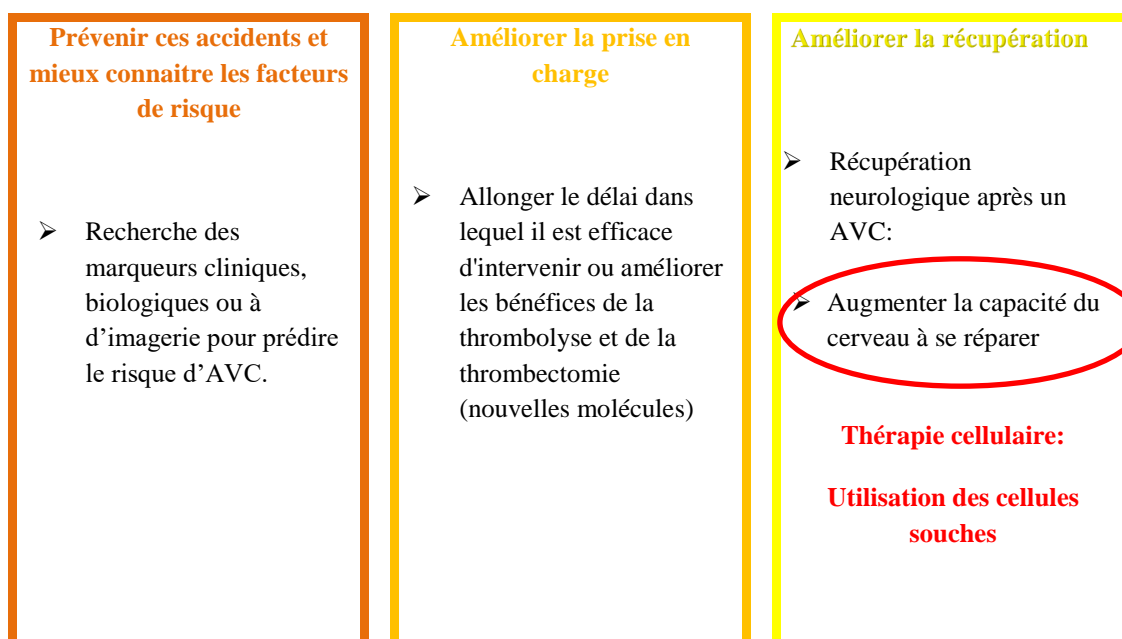 Prévenir ces accidents et
mieux connaitre les facteurs
de risque
➤ Recherche des
marqueurs cliniques,
biologiques ou à
d’imagerie pour prédire
le risque d’AVC.
Améliorer la prise en
charge
➤ Allonger le délai dans
lequel il est efficace
d'intervenir ou améliorer
les bénéfices de la
thrombolyse et de la
thrombectomie
(nouvelles molécules)
Améliorer la récupération
➤ Récupération
neurologique après un
AVC:
➤ Augmenter la capacité du
cerveau à se réparer
Thérapie cellulaire:
Utilisation des cellules
souches